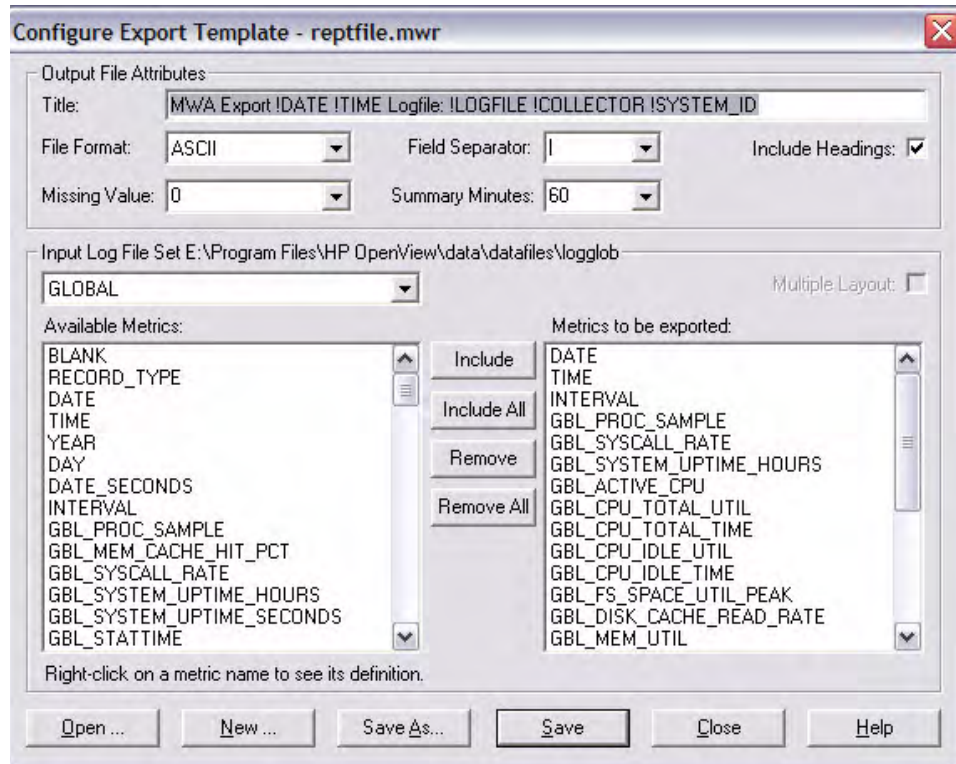 Configure Export Template - reptfile.mwr
Output File Attributes
Title: MWA Export !DATE !TIME Logfile: !LOGFILE !COLLECTOR !SYSTEM_ID
File Format: ASCII Field Separator: | Include Headings:
Missing Value: 0 Summary Minutes: 60
Input Log File Set E:\Program Files\HP OpenView\data\datafiles\logglob
GLOBAL Multiple Layout:
Available Metrics:
BLANK
RECORD_TYPE
DATE
TIME
YEAR
DAY
DATE_SECONDS
INTERVAL
GBL_PROC_SAMPLE
GBL_MEM_CACHE_HIT_PCT
GBL_SYSCALL_RATE
GBL_SYSTEM_UPTIME_HOURS
GBL_SYSTEM_UPTIME_SECONDS
GBL_STATTIME
Include
Include All
Remove
Remove All
Metrics to be exported:
DATE
TIME
INTERVAL
GBL_PROC_SAMPLE
GBL_SYSCALL_RATE
GBL_SYSTEM_UPTIME_HOURS
GBL_ACTIVE_CPU
GBL_CPU_TOTAL_UTIL
GBL_CPU_TOTAL_TIME
GBL_CPU_IDLE_UTIL
GBL_CPU_IDLE_TIME
GBL_FS_SPACE_UTIL_PEAK
GBL_DISK_CACHE_READ_RATE
GBL_MEM_UTIL
Right-click on a metric name to see its definition.
Open ... New ... Save As... Save Close Help